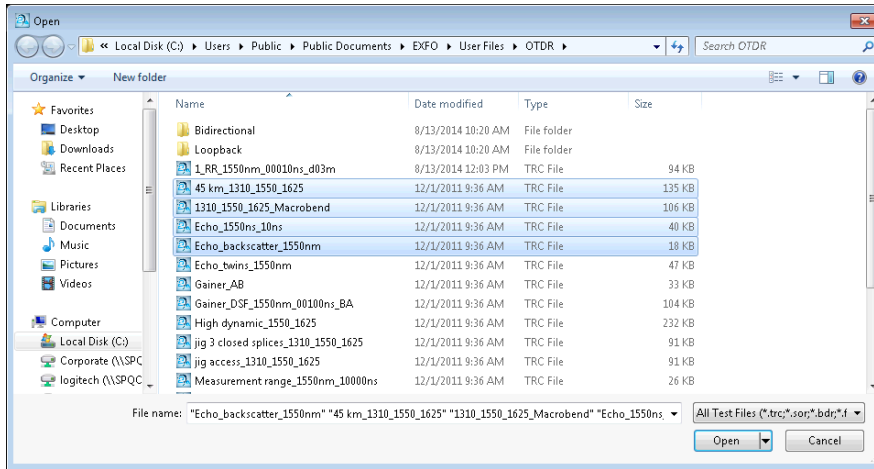 Open
« Local Disk (C:) ▸ Users ▸ Public ▸ Public Documents ▸ EXFO ▸ User Files ▸ OTDR ▸ Search OTDR
Organize New folder
Favorites
Desktop
Downloads
Recent Places
Libraries
Documents
Music
Pictures
Videos
Computer
Local Disk (C:)
Corporate (\\SPQC
logitech (\\SPQC
Name Date modified Type Size
Bidirectional 8/13/2014 10:20 AM File folder
Loopback 8/13/2014 10:20 AM File folder
1_RR_1550nm_00010ns_d03m 8/13/2014 12:03 PM TRC File 94 KB
45 km_1310_1550_1625 12/1/2011 9:36 AM TRC File 135 KB
1310_1550_1625_Macrobend 12/1/2011 9:36 AM TRC File 106 KB
Echo_1550ns_10ns 12/1/2011 9:36 AM TRC File 40 KB
Echo_backscatter_1550nm 12/1/2011 9:36 AM TRC File 18 KB
Echo_twins_1550nm 12/1/2011 9:36 AM TRC File 47 KB
Gainer_AB 12/1/2011 9:36 AM TRC File 33 KB
Gainer_DSF_1550nm_00100ns_BA 12/1/2011 9:36 AM TRC File 104 KB
High dynamic_1550_1625 12/1/2011 9:36 AM TRC File 232 KB
jig 3 closed splices_1310_1550_1625 12/1/2011 9:36 AM TRC File 91 KB
jig access_1310_1550_1625 12/1/2011 9:36 AM TRC File 91 KB
Measurement range_1550nm_10000ns 12/1/2011 9:36 AM TRC File 26 KB
File name: "Echo_backscatter_1550nm" "45 km_1310_1550_1625" "1310_1550_1625_Macrobend" "Echo_1550ns_ All Test Files (*.trc;*.sor;*.bdr;*.f
Open Cancel